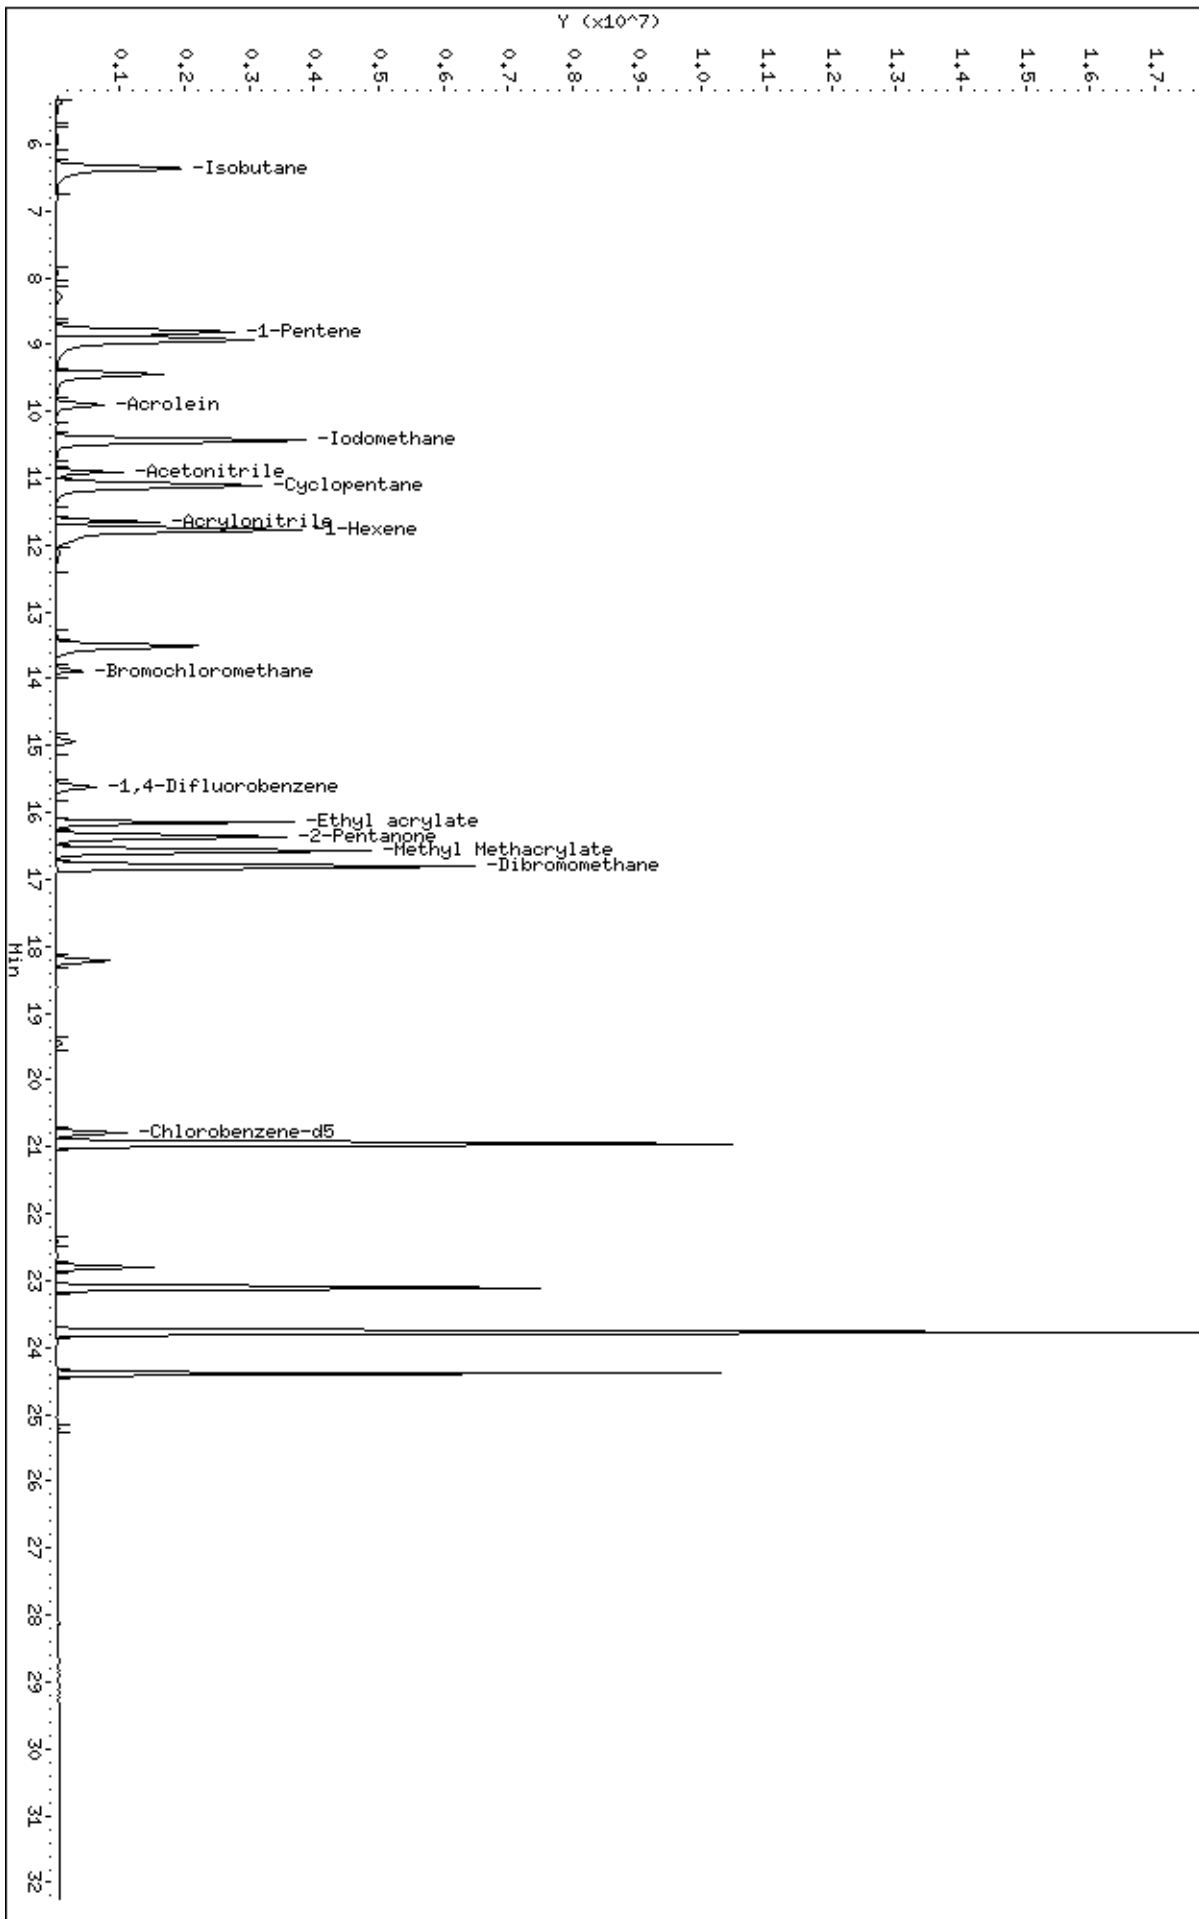 Y (x10^7)
0.1
0.2
0.3
0.4
0.5
0.6
0.7
0.8
0.9
1.0
1.1
1.2
1.3
1.4
1.5
1.6
1.7
6
-Isobutane
7
8
-1-Pentene
9
-Acrolein
10
-Iodomethane
-Acetonitrile
11
-Cyclopentane
-Acrylonitrile
-1-Hexene
12
13
-Bromochloromethane
14
15
-1,4-Difluorobenzene
16
-Ethyl acrylate
-2-Pentanone
-Methyl Methacrylate
-Dibromomethane
17
18
Min
19
20
-Chlorobenzene-d5
21
22
23
24
25
26
27
28
29
30
31
32